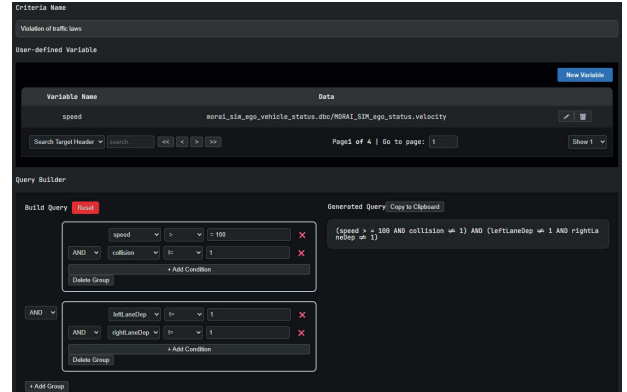 Criteria Name
Violation of traffic laws
User-defined Variable
New Variable
Variable Name Data
speed morai_sim_ego_vehicle_status.dbc/MORAI_SIM_ego_status.velocity
Search Target Header search... << < > >> Page1 of 4 | Go to page: 1 Show 1
Query Builder
Build Query Reset
Generated Query Copy to Clipboard
speed > = 100
AND collision != 1
+ Add Condition
Delete Group
(speed > = 100 AND collision ≠ 1) AND (leftLaneDep ≠ 1 AND rightLa
neDep ≠ 1)
AND
leftLaneDep != 1
AND rightLaneDep != 1
+ Add Condition
Delete Group
+ Add Group